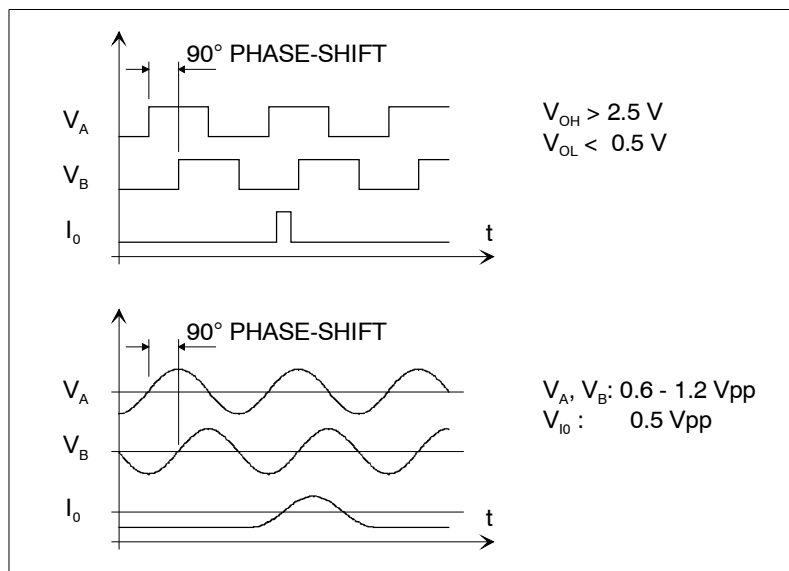 90° PHASE-SHIFT
V_A
V_B
I_0
t
V_OH > 2.5 V
V_OL < 0.5 V
90° PHASE-SHIFT
V_A
V_B
I_0
t
V_A, V_B: 0.6 - 1.2 Vpp
V_I0 : 0.5 Vpp